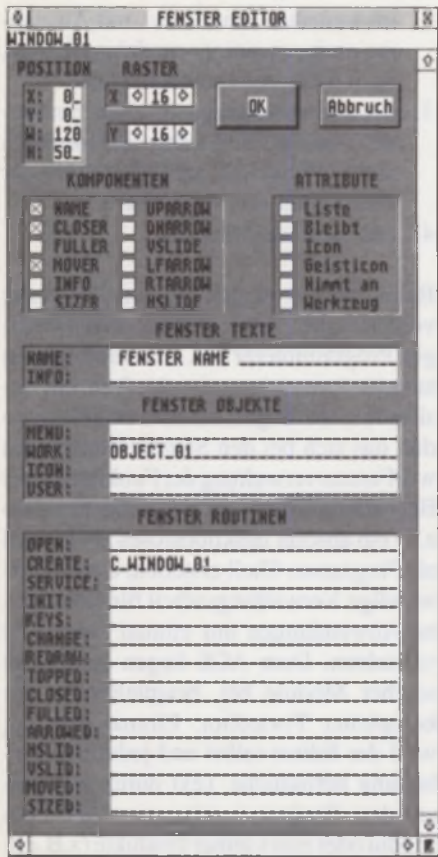 FENSTER EDITOR
WINDOW_01
POSITION RASTER
X: 0_ X 16 OK Abbruch
Y: 0_
W: 120 Y 16
H: 50_
KOMPONENTEN ATTRIBUTE
NAME UPARROW Liste
CLOSER DNARROW Bleibt
FULLER VSLIDE Icon
MOVER LFARROW Geisticon
INFO RTARROW Nimmt an
SIZER HSLIDE Werkzeug
FENSTER TEXTE
NAME: FENSTER NAME
INFO:
FENSTER OBJEKTE
MENU:
WORK: OBJECT_01
ICON:
USER:
FENSTER ROUTINEN
OPEN:
CREATE: C_WINDOW_01
SERVICE:
INIT:
KEYS:
CHANGE:
REDRAW:
TOPPED:
CLOSED:
FULLED:
ARROWED:
HSLID:
VSLID:
MOVED:
SIZED: